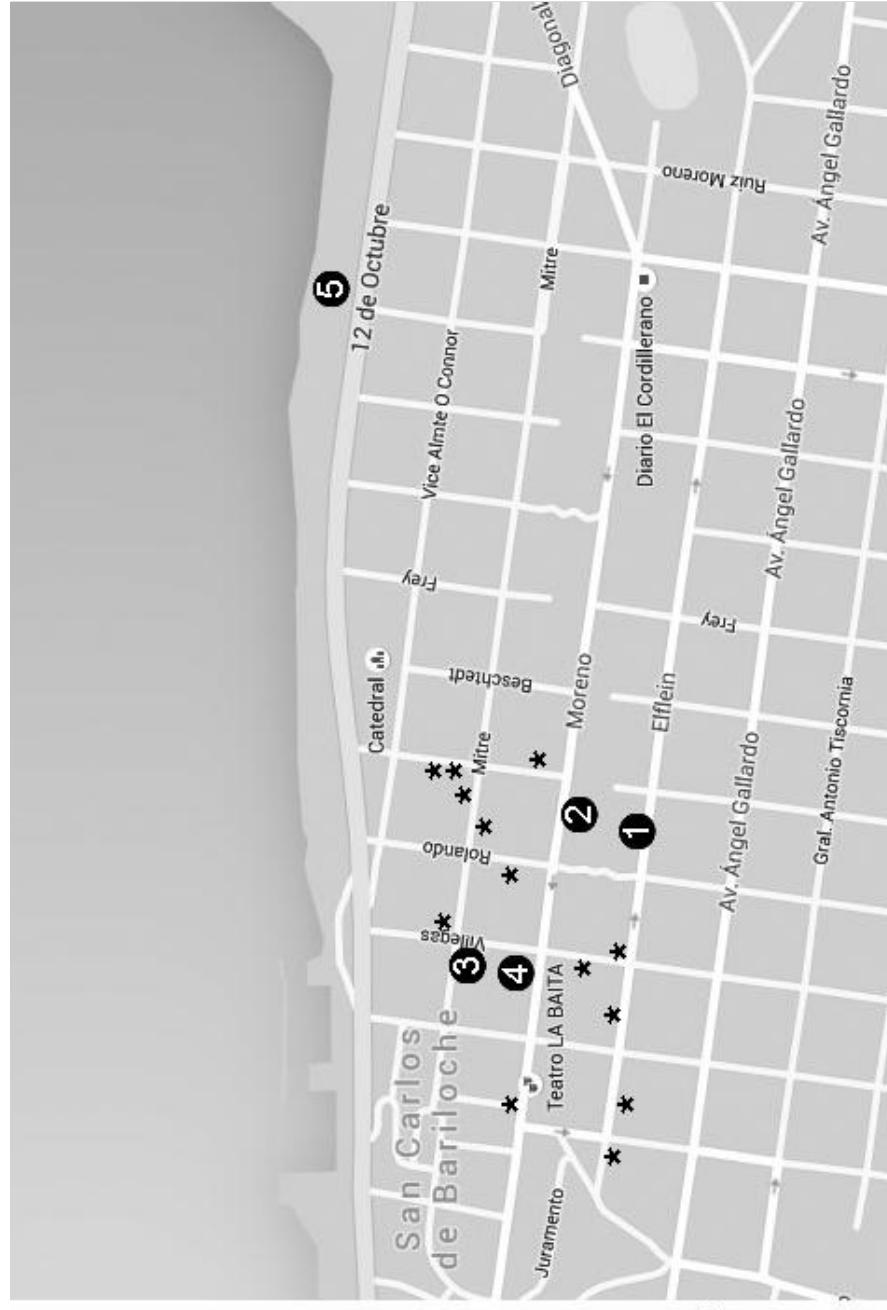 5
12 de Octubre
Diagonal
Ruiz Moreno
Av. Ángel Gallardo
Mitre
Vice Almte O Connor
Diario El Cordillerano
Av. Ángel Gallardo
Frey
Frey
Catedral
Beschtedt
Moreno
Elflein
Mitre
Gral. Antonio Tiscornia
Av. Ángel Gallardo
2
1
Rolando
Villegas
3
4
Teatro LA BAITA
San Carlos
de Bariloche
Juramento